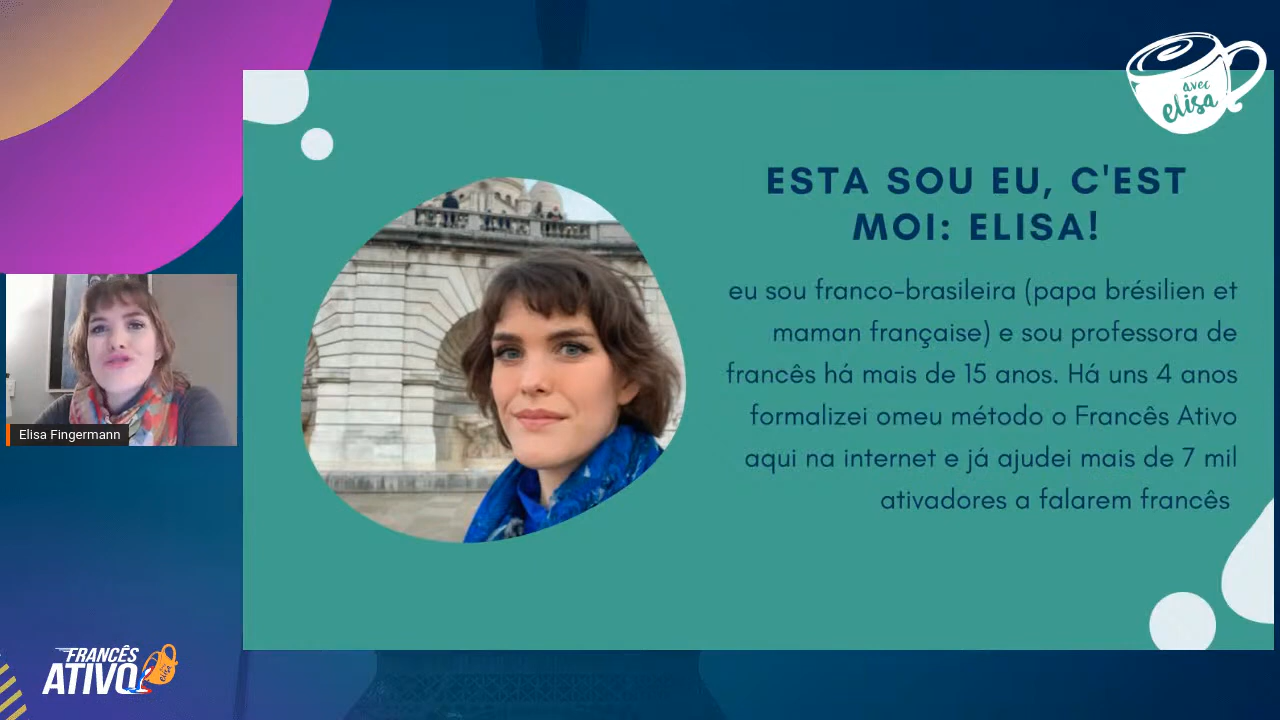 avec
elisa
ESTA SOU EU, C'EST
MOI: ELISA!
eu sou franco-brasileira (papa brésilien et
maman française) e sou professora de
francês há mais de 15 anos. Há uns 4 anos
formalizei omeu método o Francês Ativo
aqui na internet e já ajudei mais de 7 mil
ativadores a falarem francês
Elisa Fingermann
FRANCÊS
ATIVO
elisa